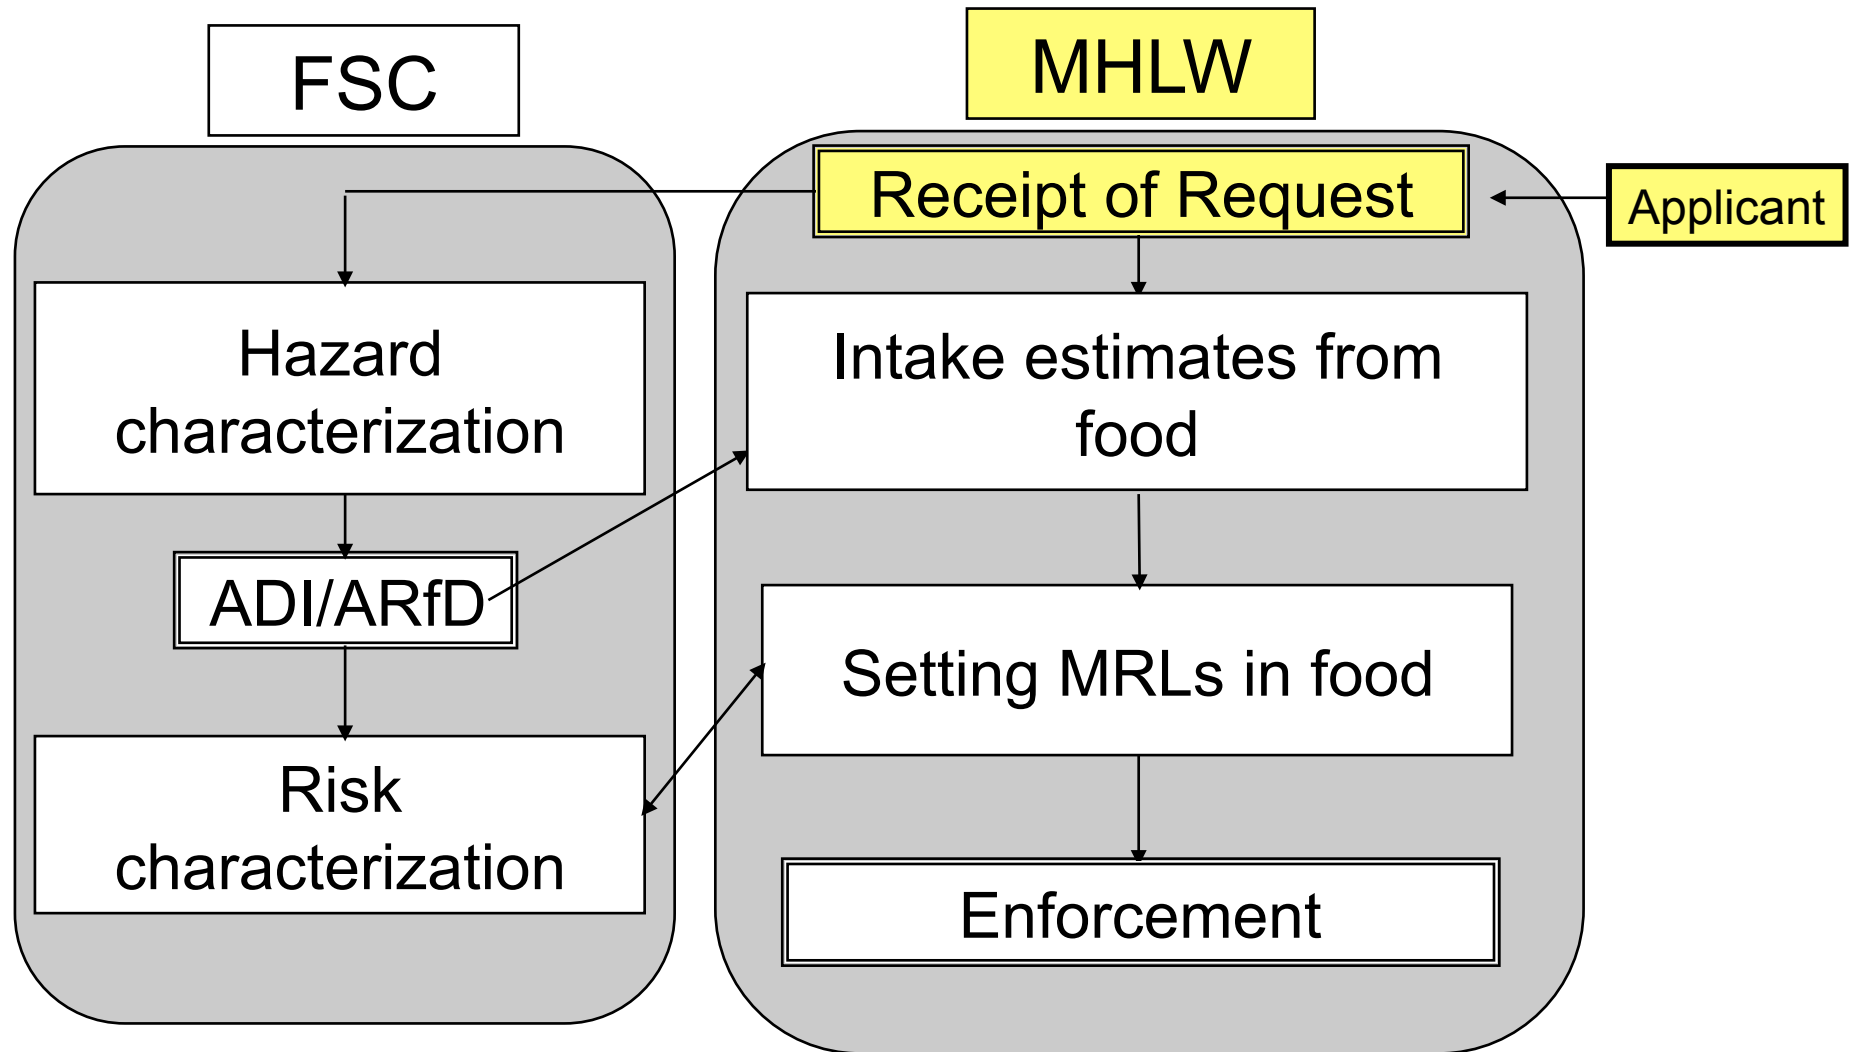 FSC
MHLW
Receipt of Request
Applicant
Hazard
characterization
Intake estimates from
food
ADI/ARfD
Setting MRLs in food
Risk
characterization
Enforcement